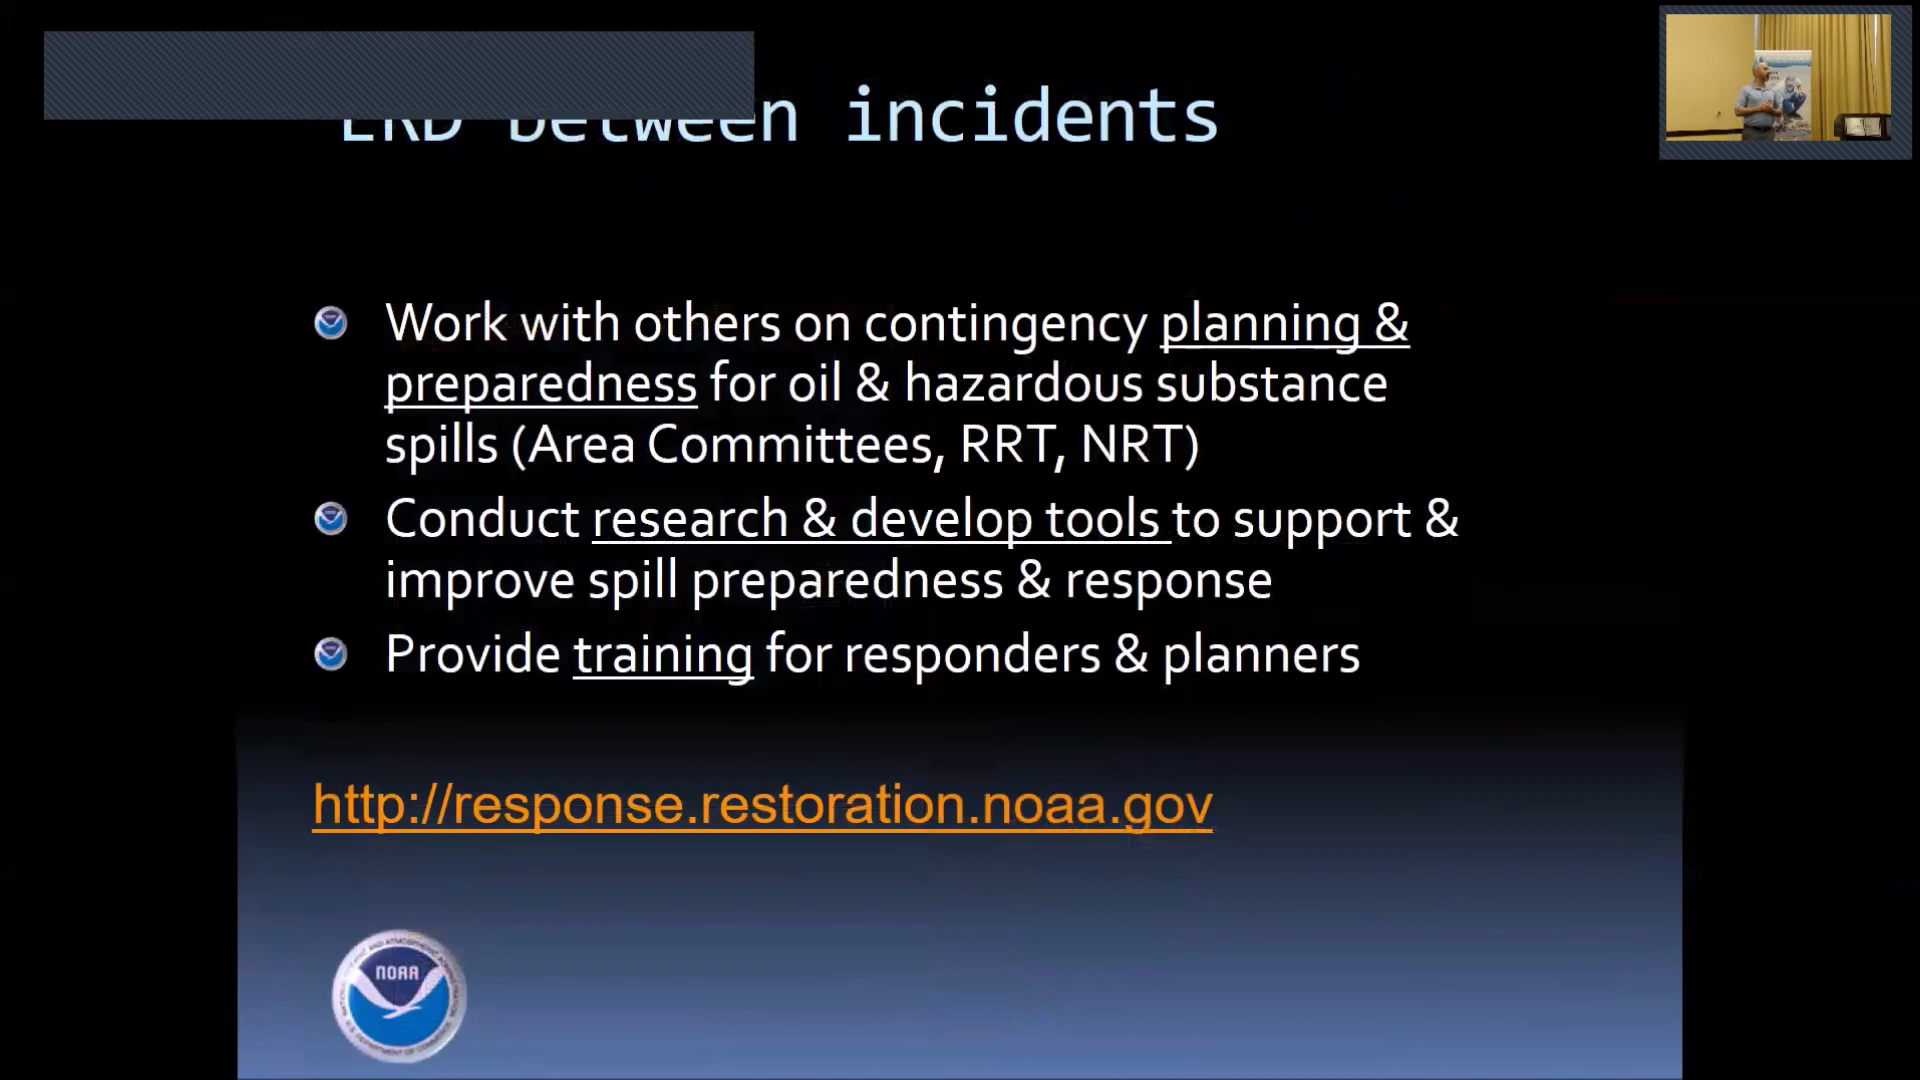 ERD between incidents
Work with others on contingency planning &
preparedness for oil & hazardous substance
spills (Area Committees, RRT, NRT)
Conduct research & develop tools to support &
improve spill preparedness & response
Provide training for responders & planners
http://response.restoration.noaa.gov
NOAA